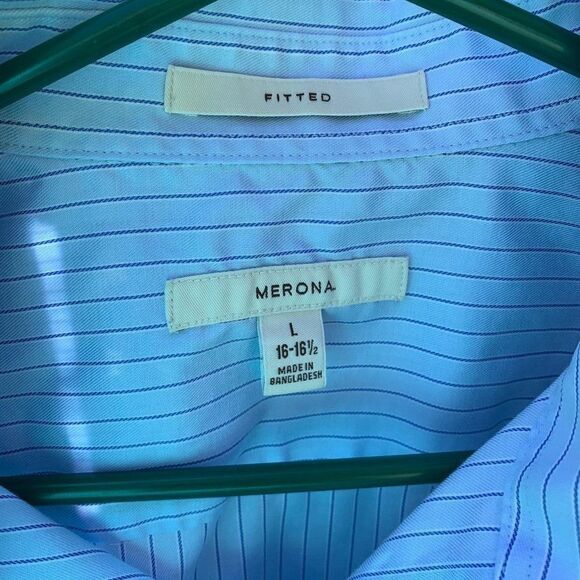 FITTED
MERONA
L
16-16½
MADE IN
BANGLADESH